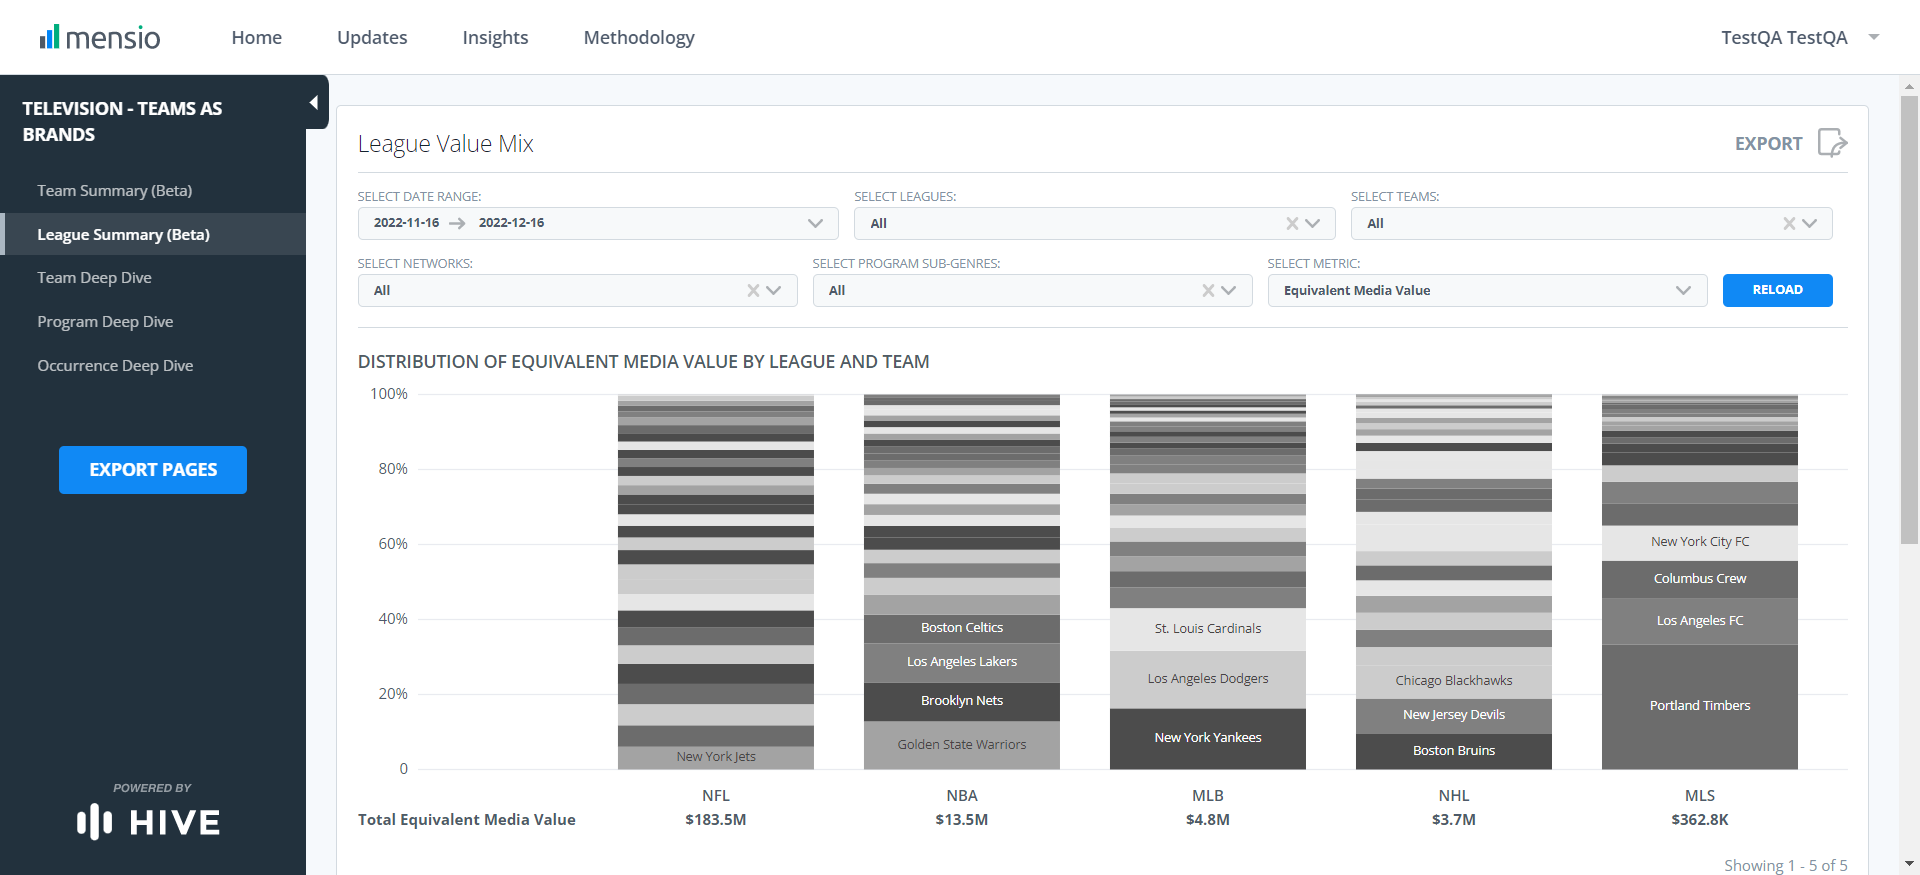 mensio
Home
Updates
Insights
Methodology
TestQA TestQA
TELEVISION - TEAMS AS
BRANDS
Team Summary (Beta)
League Summary (Beta)
Team Deep Dive
Program Deep Dive
Occurrence Deep Dive
EXPORT PAGES
POWERED BY
HIVE
League Value Mix
EXPORT
SELECT DATE RANGE:
2022-11-16
2022-12-16
SELECT LEAGUES:
All
SELECT TEAMS:
All
SELECT NETWORKS:
All
SELECT PROGRAM SUB-GENRES:
All
SELECT METRIC:
Equivalent Media Value
RELOAD
DISTRIBUTION OF EQUIVALENT MEDIA VALUE BY LEAGUE AND TEAM
100%
80%
60%
40%
20%
0
New York Jets
Boston Celtics
Los Angeles Lakers
Brooklyn Nets
Golden State Warriors
St. Louis Cardinals
Los Angeles Dodgers
New York Yankees
Chicago Blackhawks
New Jersey Devils
Boston Bruins
New York City FC
Columbus Crew
Los Angeles FC
Portland Timbers
NFL NBA MLB NHL MLS
Total Equivalent Media Value $183.5M $13.5M $4.8M $3.7M $362.8K
Showing 1 - 5 of 5